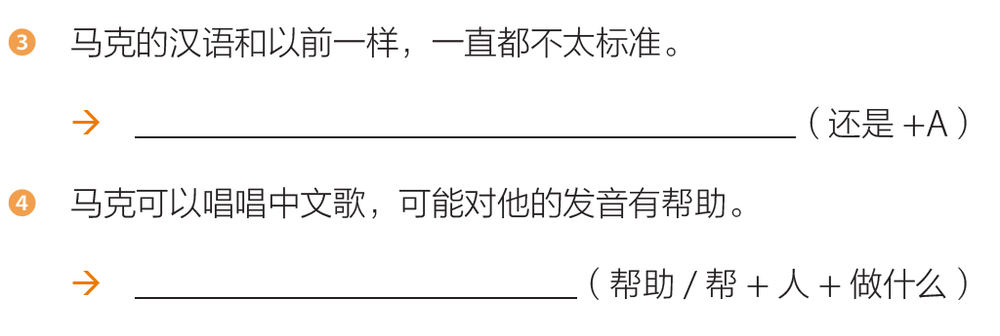 3 马克的汉语和以前一样，一直都不太标准。
→ ____________________（还是 +A）
4 马克可以唱唱中文歌，可能对他的发音有帮助。
→ ____________________（帮助 / 帮 + 人 + 做什么）